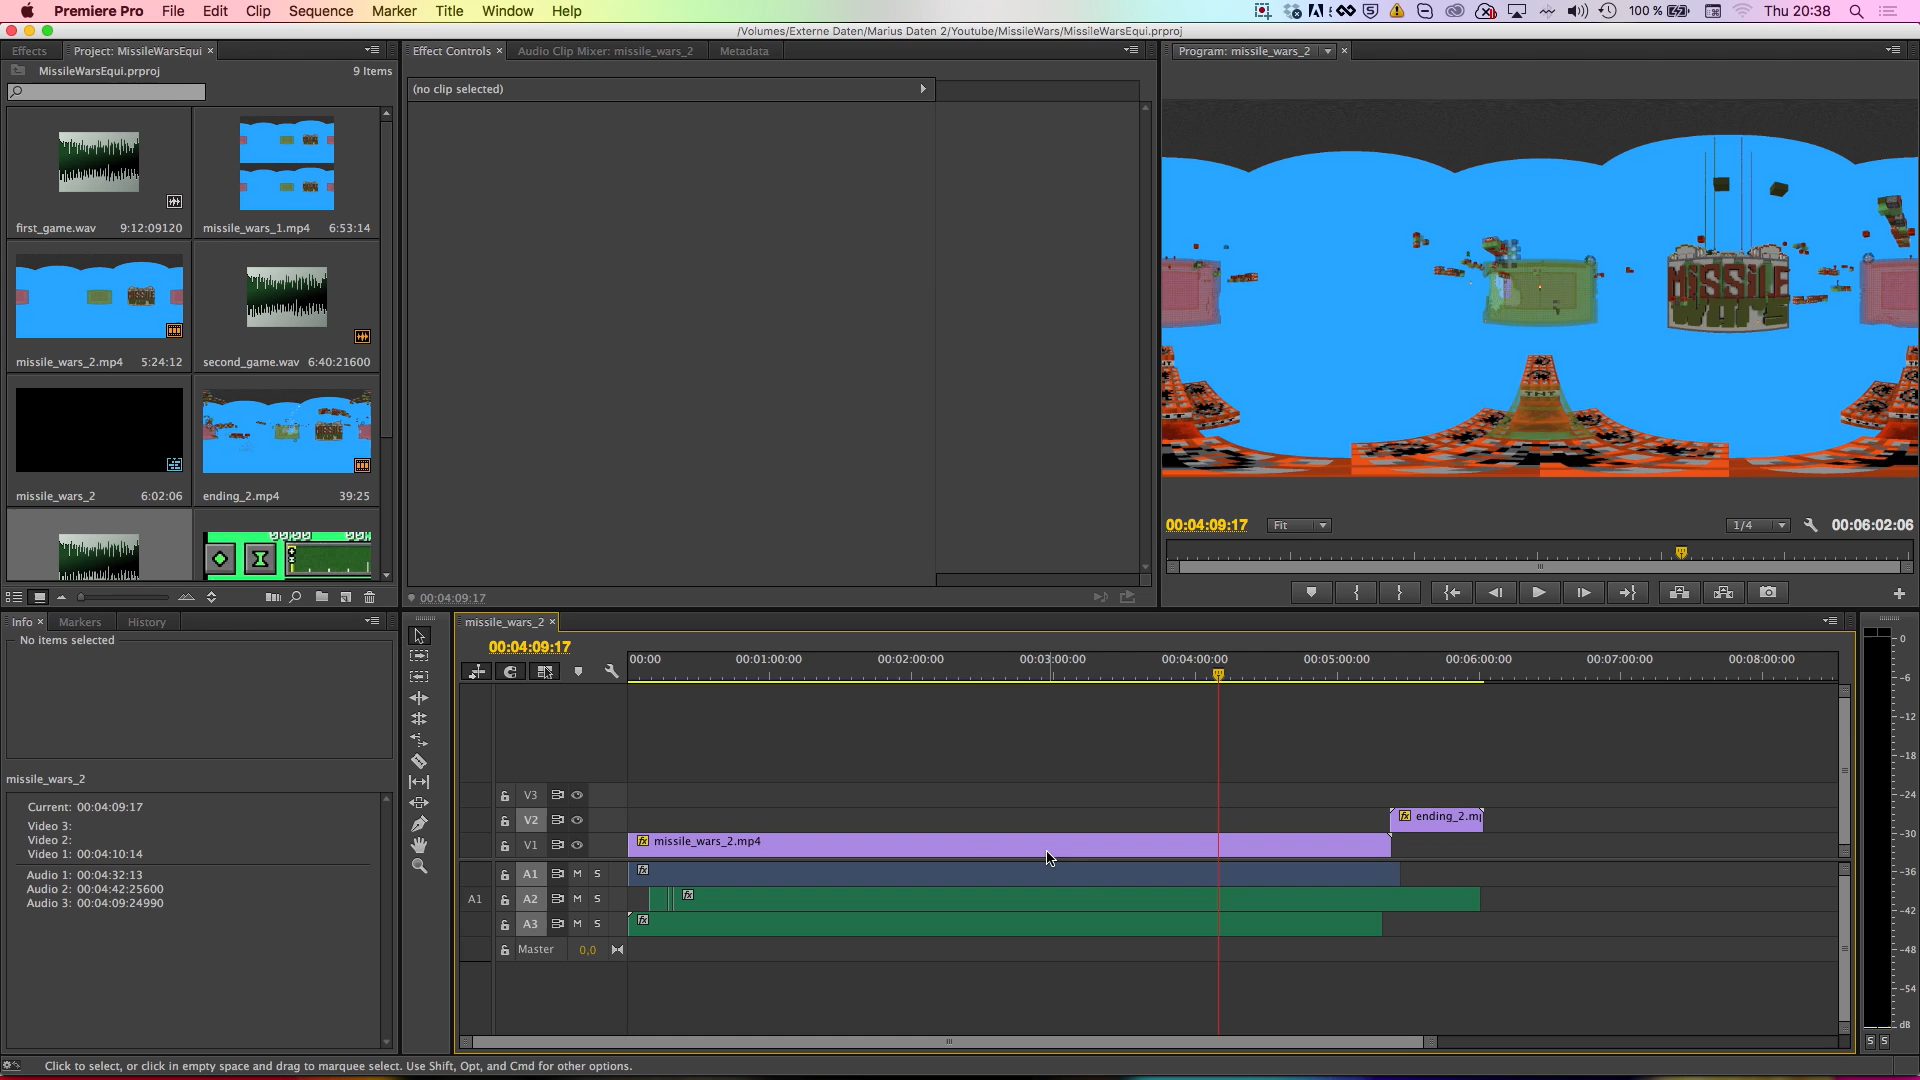 Premiere Pro File Edit Clip Sequence Marker Title Window Help
100 % Thu 20:38
/Volumes/Externe Daten/Marius Daten 2/Youtube/MissileWars/MissileWarsEqui.prproj
Effects Project: MissileWarsEqui ×
MissileWarsEqui.prproj 9 Items
first_game.wav 9:12:09120
missile_wars_1.mp4 6:53:14
missile_wars_2.mp4 5:24:12
second_game.wav 6:40:21600
missile_wars_2 6:02:06
ending_2.mp4 39:25
Effect Controls × Audio Clip Mixer: missile_wars_2 Metadata
(no clip selected)
00:04:09:17
Program: missile_wars_2 ×
MISSILE
WARS
TNT
00:04:09:17 Fit 1/4 00:06:02:06
Info × Markers History
No items selected
missile_wars_2
Current: 00:04:09:17
Video 3:
Video 2:
Video 1: 00:04:10:14
Audio 1: 00:04:32:13
Audio 2: 00:04:42:25600
Audio 3: 00:04:09:24990
missile_wars_2 ×
00:04:09:17
00:00 00:01:00:00 00:02:00:00 00:03:00:00 00:04:00:00 00:05:00:00 00:06:00:00 00:07:00:00 00:08:00:00
V3
V2 fx ending_2.mp
V1 fx missile_wars_2.mp4
A1 M S fx
A1 A2 M S fx
A3 M S fx
Master 0,0
0
-6
-12
-18
-24
-30
-36
-42
-48
-54
dB
S S
Click to select, or click in empty space and drag to marquee select. Use Shift, Opt, and Cmd for other options.